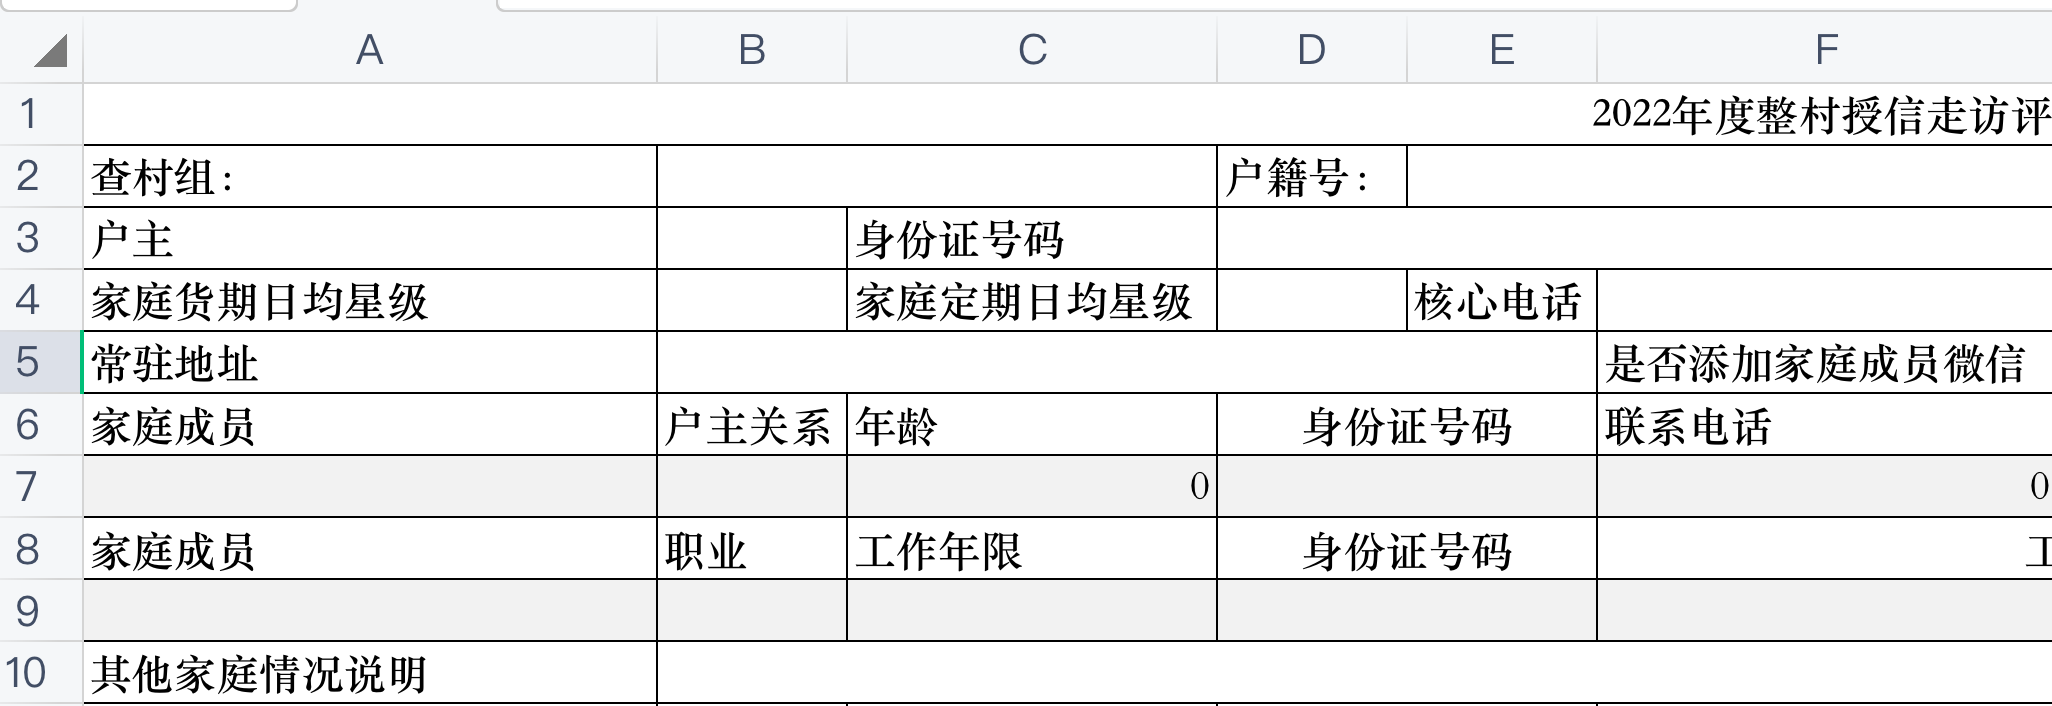 A B C D E F
1 2022年度整村授信走访评
2 查村组： 户籍号：
3 户主 身份证号码
4 家庭货期日均星级 家庭定期日均星级 核心电话
5 常驻地址 是否添加家庭成员微信
6 家庭成员 户主关系 年龄 身份证号码 联系电话
7 0 0
8 家庭成员 职业 工作年限 身份证号码 工
9
10 其他家庭情况说明